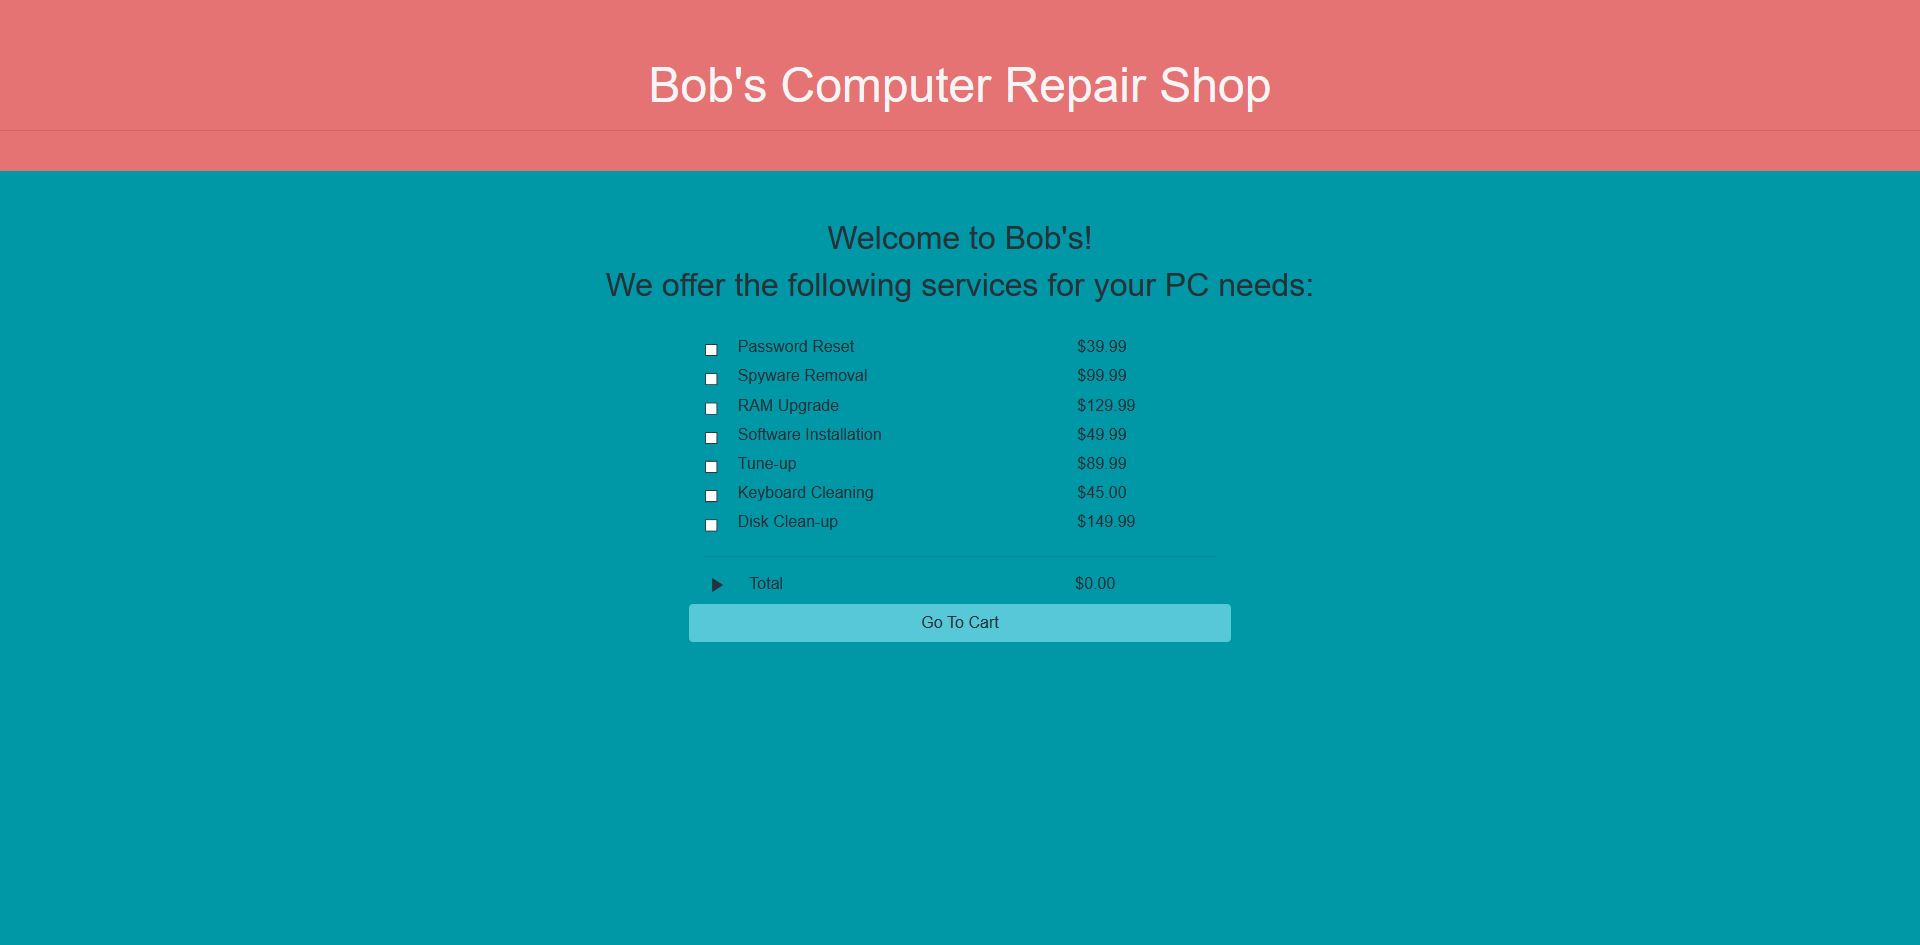 Bob's Computer Repair Shop
Welcome to Bob's!
We offer the following services for your PC needs:
Password Reset $39.99
Spyware Removal $99.99
RAM Upgrade $129.99
Software Installation $49.99
Tune-up $89.99
Keyboard Cleaning $45.00
Disk Clean-up $149.99
Total $0.00
Go To Cart